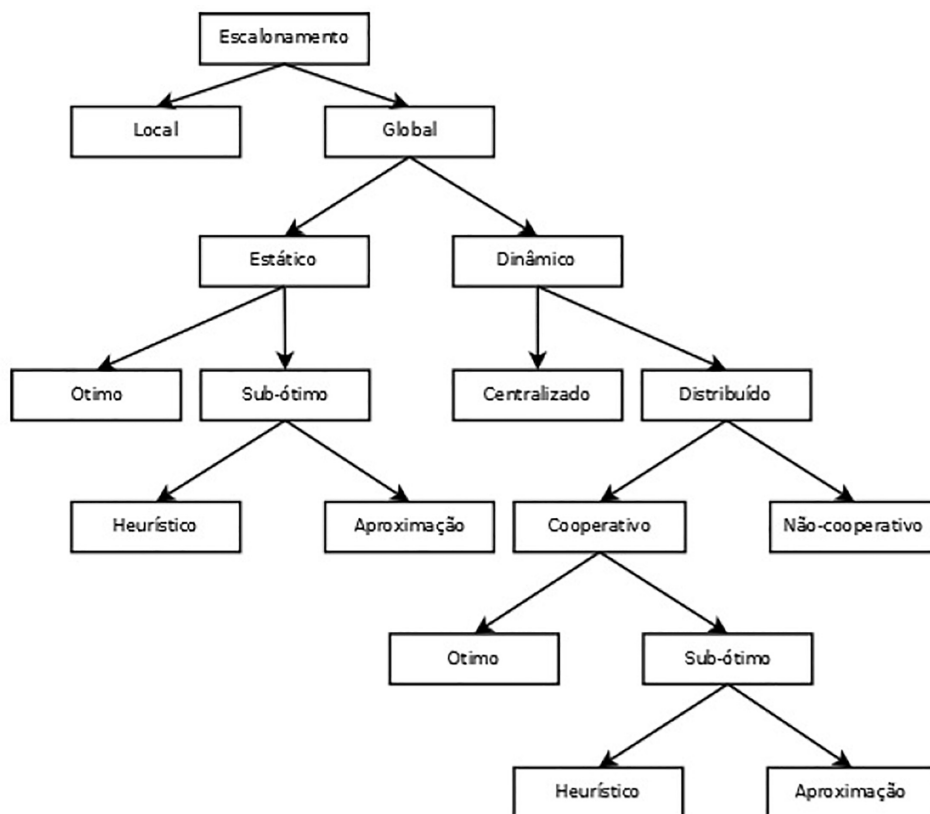 Escalonamento
Local
Global
Estático
Dinâmico
Otimo
Sub-ótimo
Centralizado
Distribuído
Heurístico
Aproximação
Cooperativo
Não-cooperativo
Otimo
Sub-ótimo
Heurístico
Aproximação